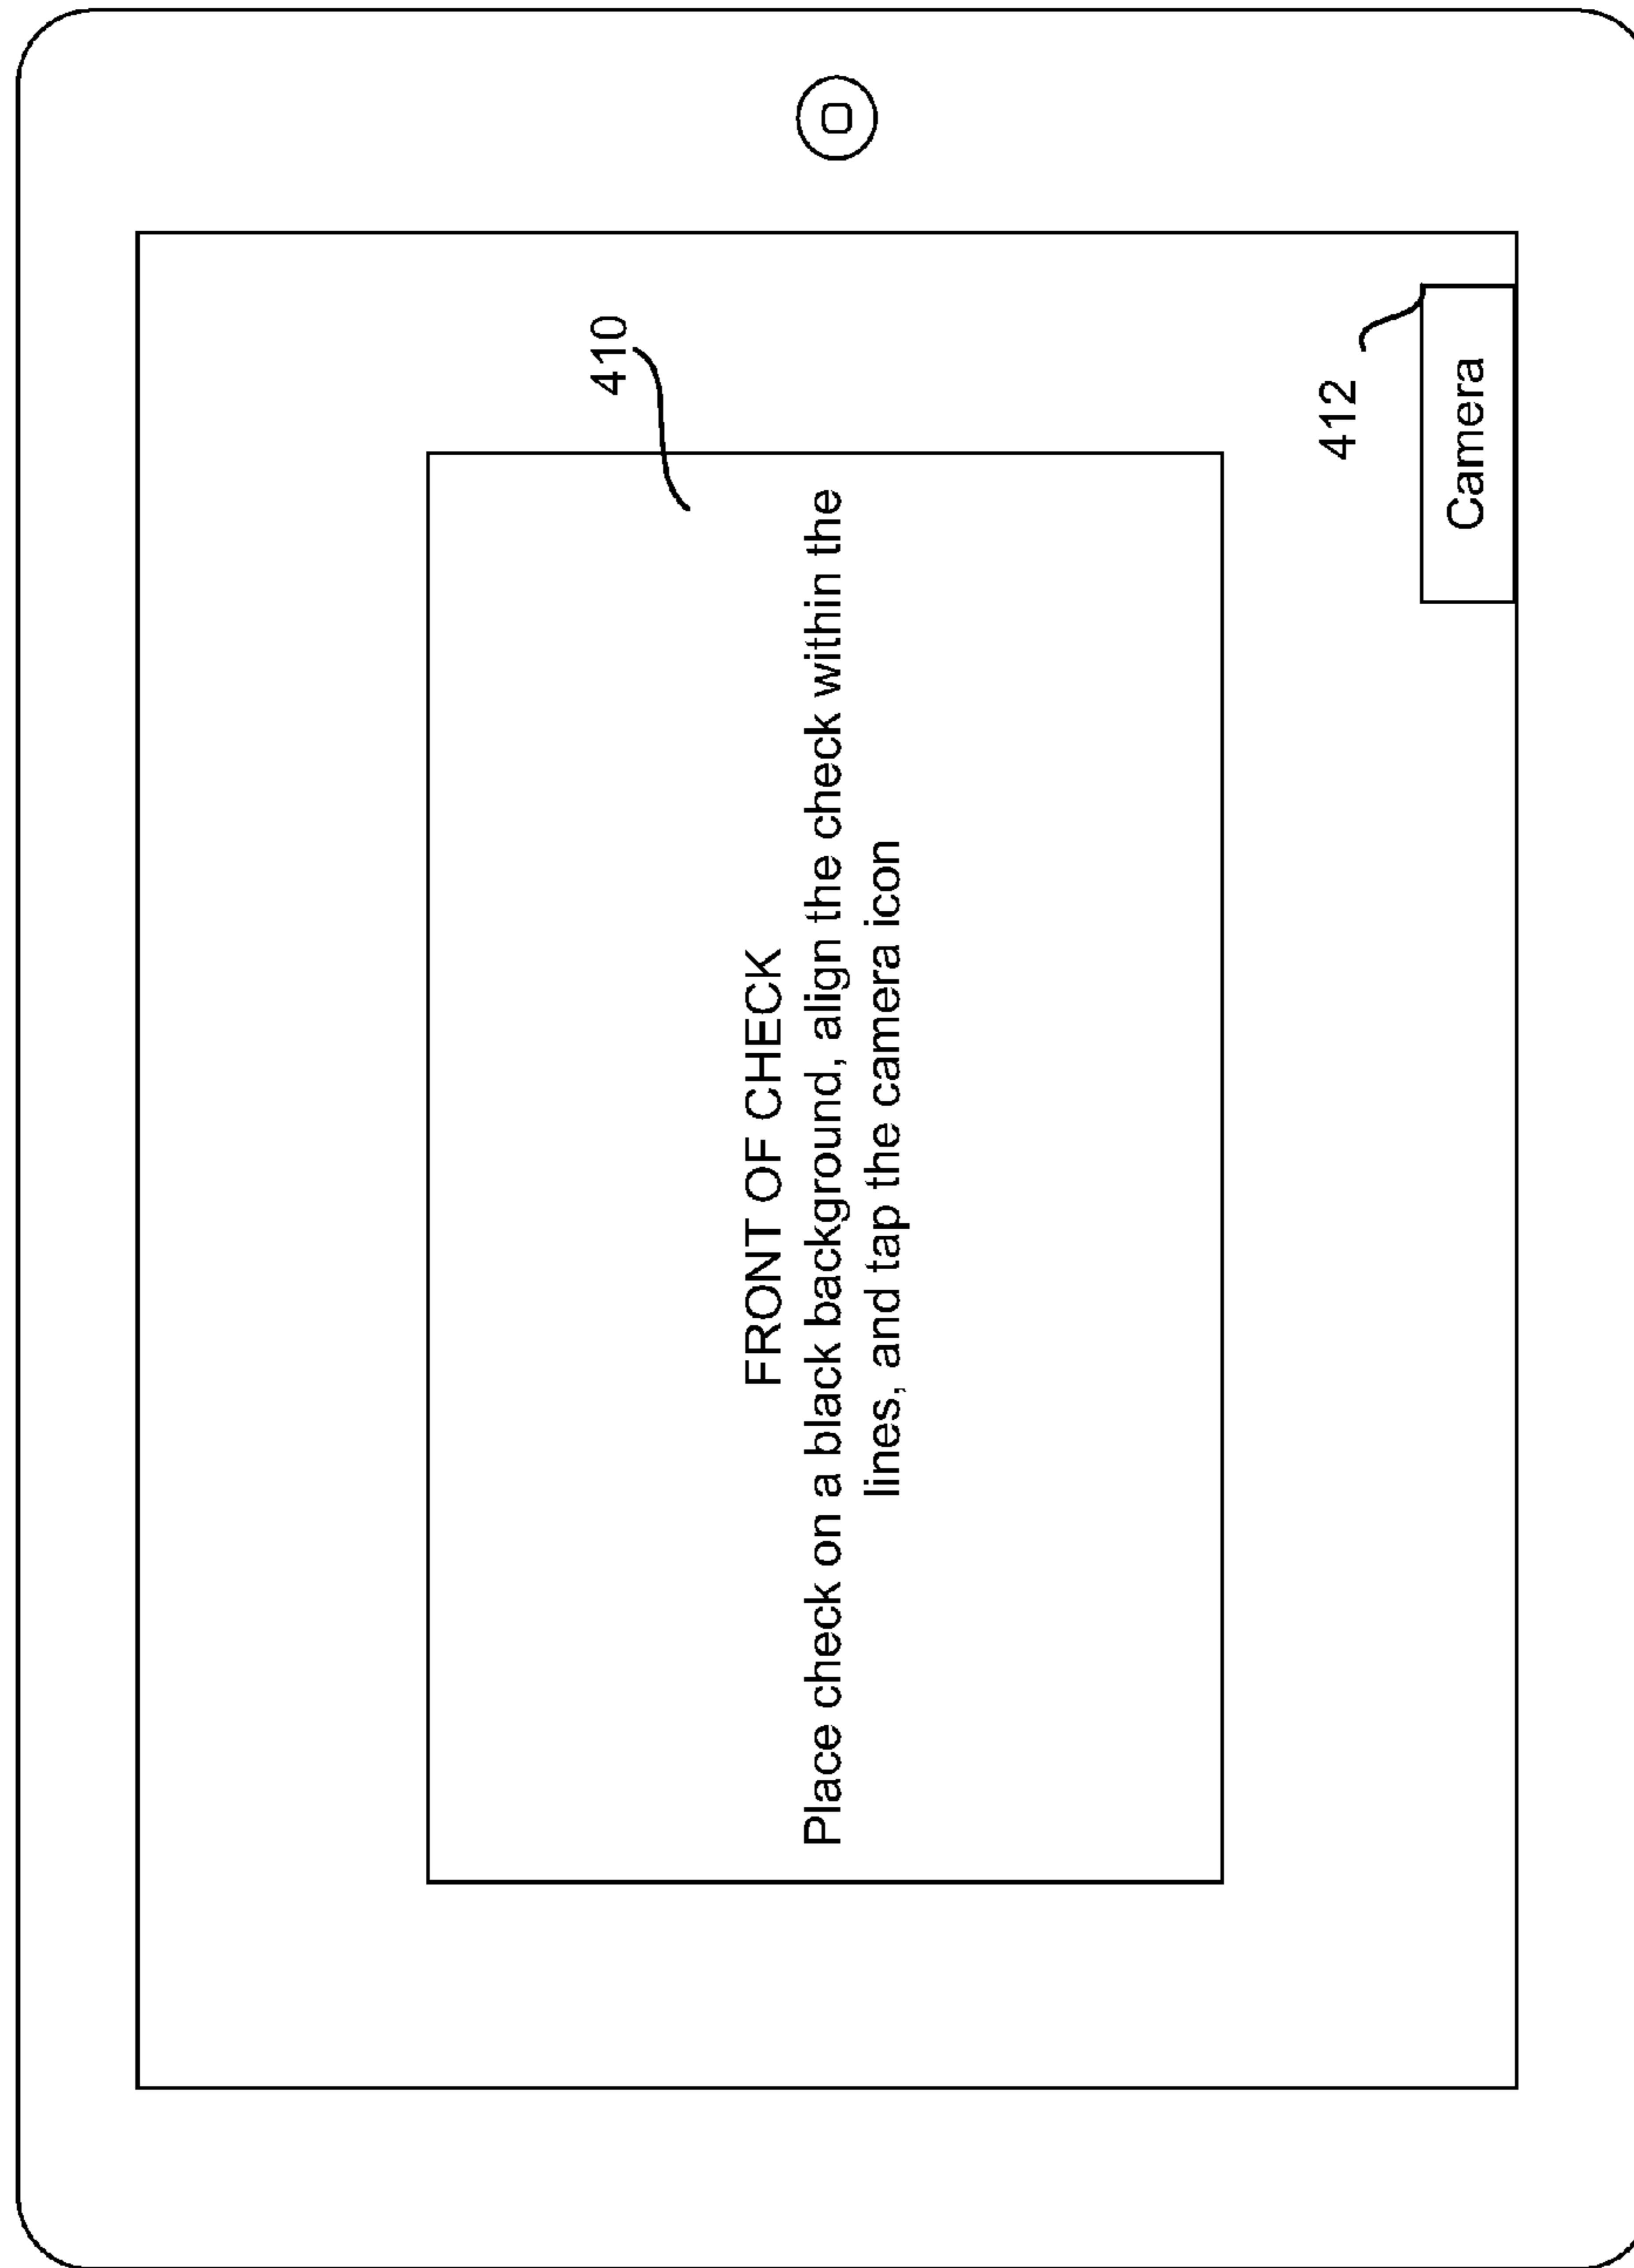 410
FRONT OF CHECK
Place check on a black background, align the check within the
lines, and tap the camera icon
412
Camera